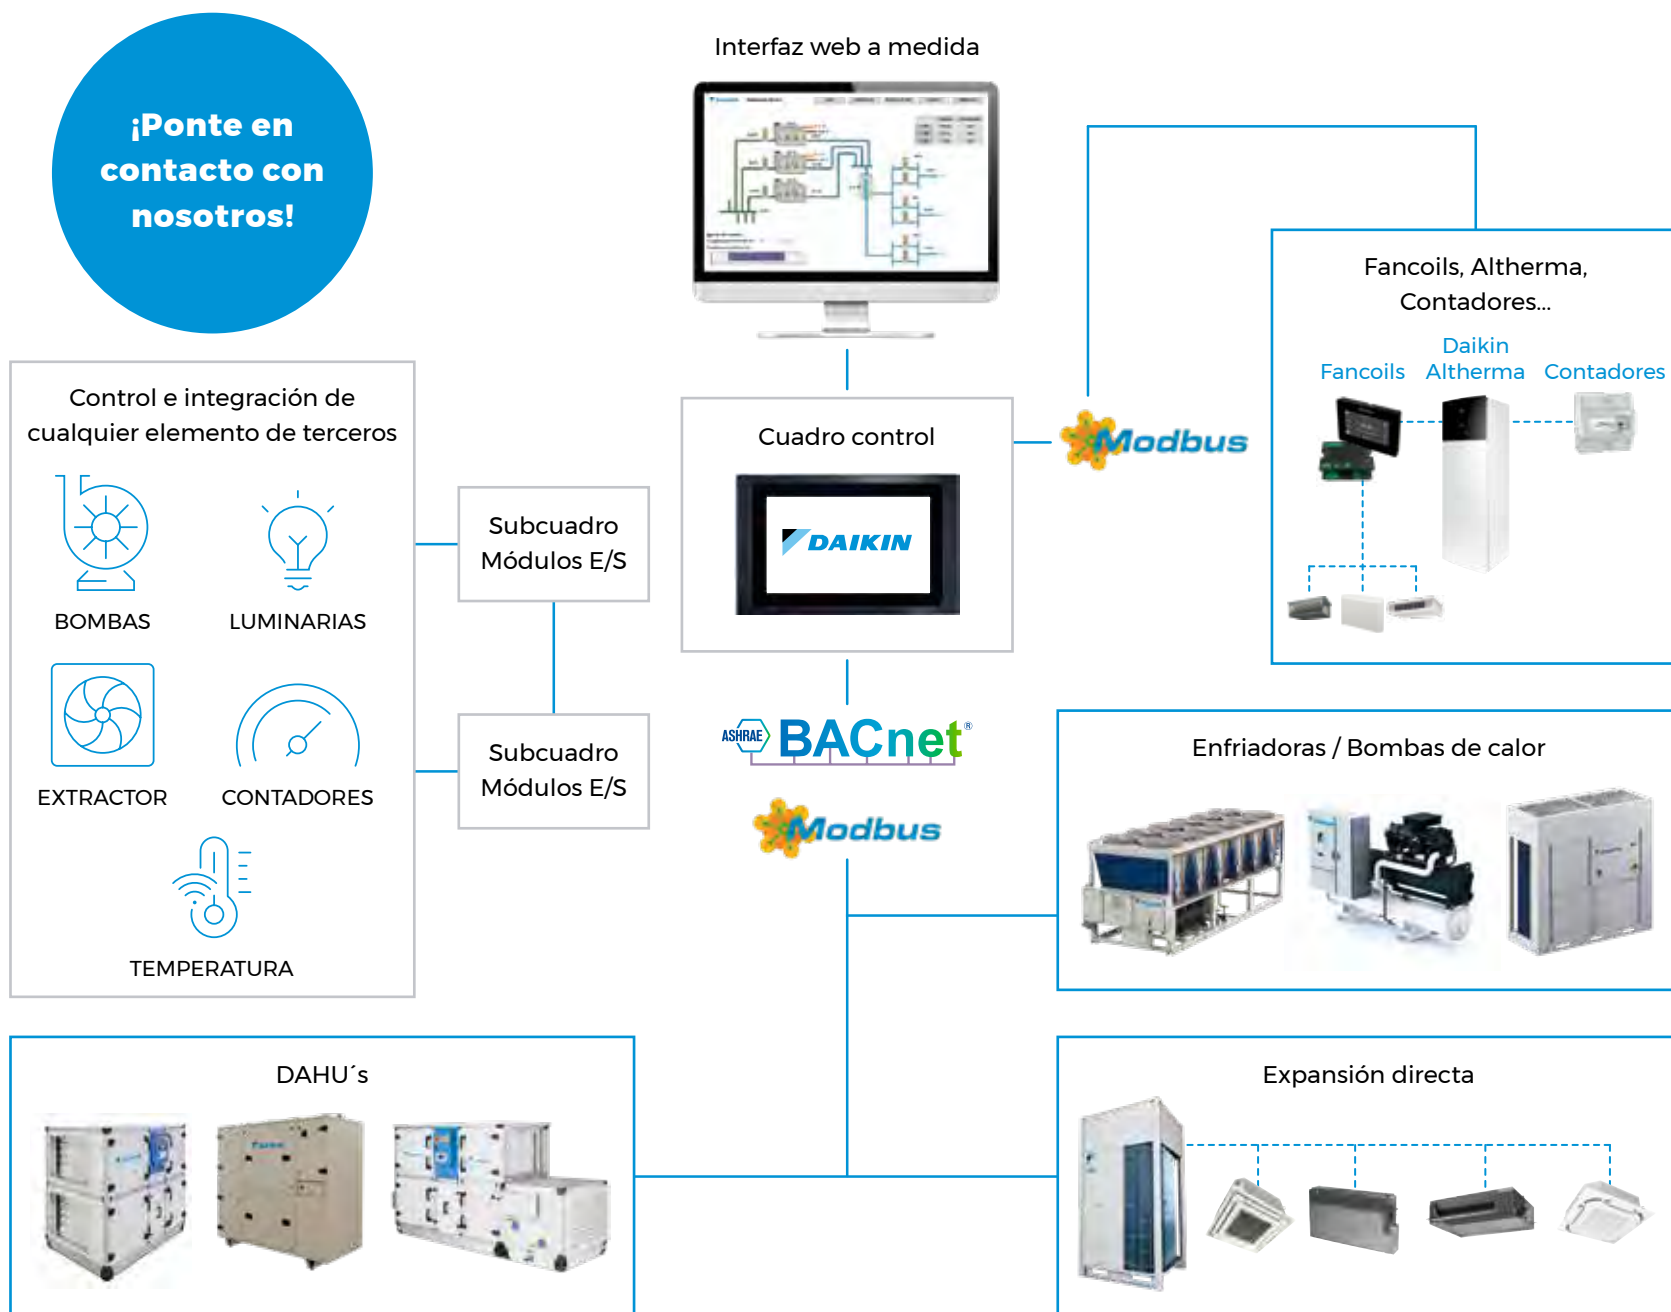 ¡Ponte en
contacto con
nosotros!
Interfaz web a medida
Fancoils, Altherma,
Contadores...
Fancoils
Daikin
Altherma
Contadores
Control e integración de
cualquier elemento de terceros
BOMBAS
LUMINARIAS
EXTRACTOR
CONTADORES
TEMPERATURA
Subcuadro
Módulos E/S
Subcuadro
Módulos E/S
Cuadro control
DAIKIN
Modbus
ASHRAE BACnet®
Modbus
Enfriadoras / Bombas de calor
DAHU´s
Expansión directa